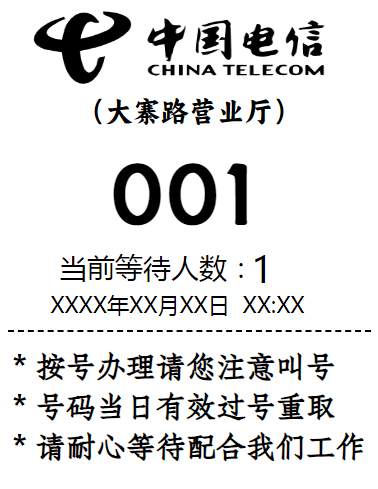 中国电信
CHINA TELECOM
（大寨路营业厅）
001
当前等待人数：1
XXXX年XX月XX日 XX:XX
* 按号办理请您注意叫号
* 号码当日有效过号重取
* 请耐心等待配合我们工作